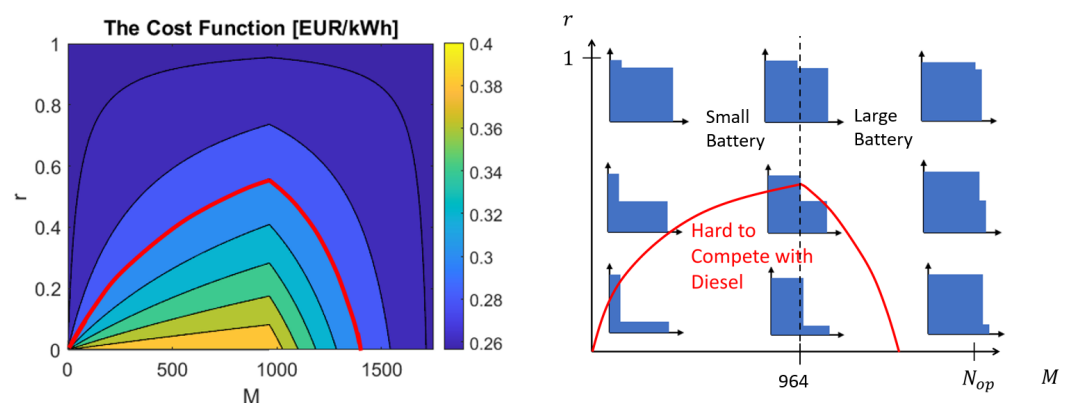 The Cost Function [EUR/kWh]
1
0.8
0.6
0.4
0.2
0
r
0
500
1000
1500
M
0.4
0.38
0.36
0.34
0.32
0.3
0.28
0.26
r
1
Small
Battery
Large
Battery
Hard to
Compete with
Diesel
964
N_op
M